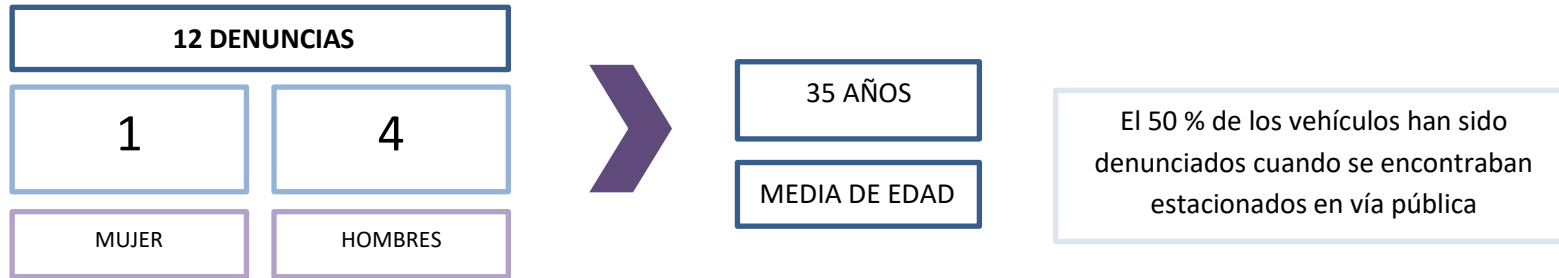 12 DENUNCIAS
1
4
MUJER
HOMBRES
35 AÑOS
MEDIA DE EDAD
El 50 % de los vehículos han sido
denunciados cuando se encontraban
estacionados en vía pública